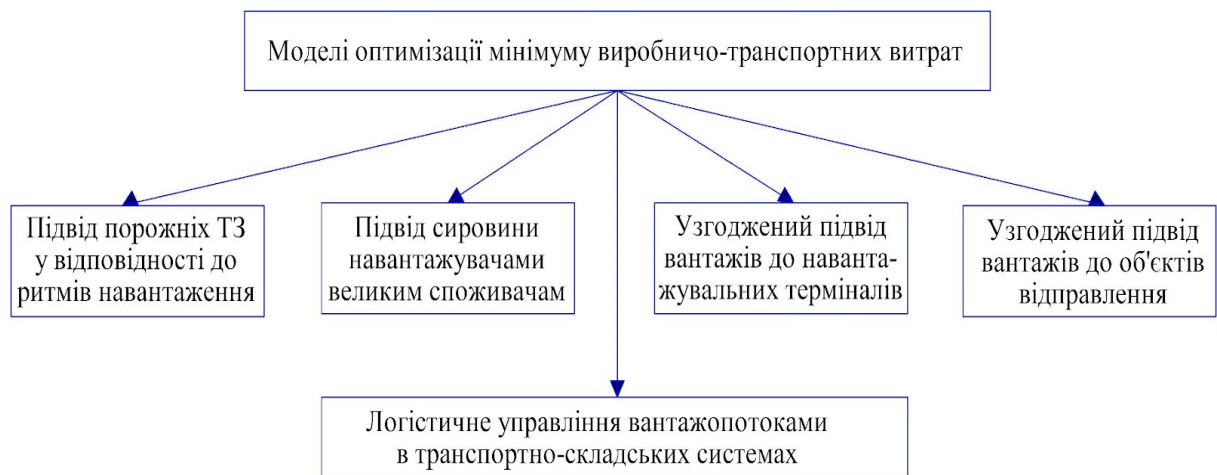 Моделі оптимізації мінімуму виробничо-транспортних витрат
Підвід порожніх ТЗ
у відповідності до
ритмів навантаження
Підвід сировини
навантажувачами
великим споживачам
Узгоджений підвід
вантажів до наванта-
жувальних терміналів
Узгоджений підвід
вантажів до об'єктів
відправлення
Логістичне управління вантажопотоками
в транспортно-складських системах